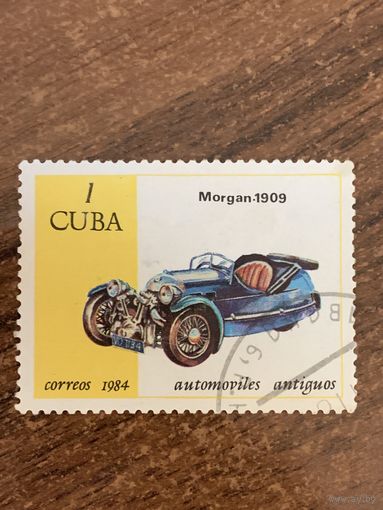 1
CUBA
Morgan-1909
correos 1984
automoviles antiguos